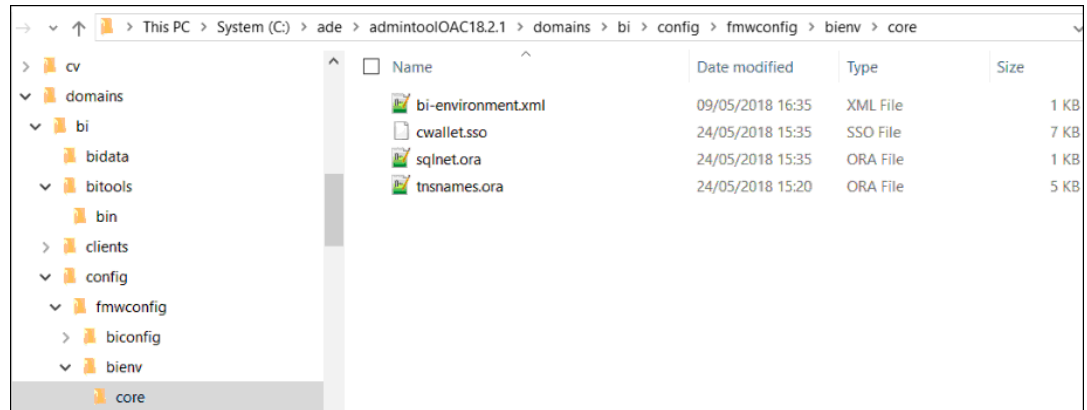 This PC > System (C:) > ade > admintoolOAC18.2.1 > domains > bi > config > fmwconfig > bienv > core
cv
domains
bi
bidata
bitools
bin
clients
config
fmwconfig
biconfig
bienv
core
Name Date modified Type Size
bi-environment.xml 09/05/2018 16:35 XML File 1 KB
cwallet.sso 24/05/2018 15:35 SSO File 7 KB
sqlnet.ora 24/05/2018 15:35 ORA File 1 KB
tnsnames.ora 24/05/2018 15:20 ORA File 5 KB